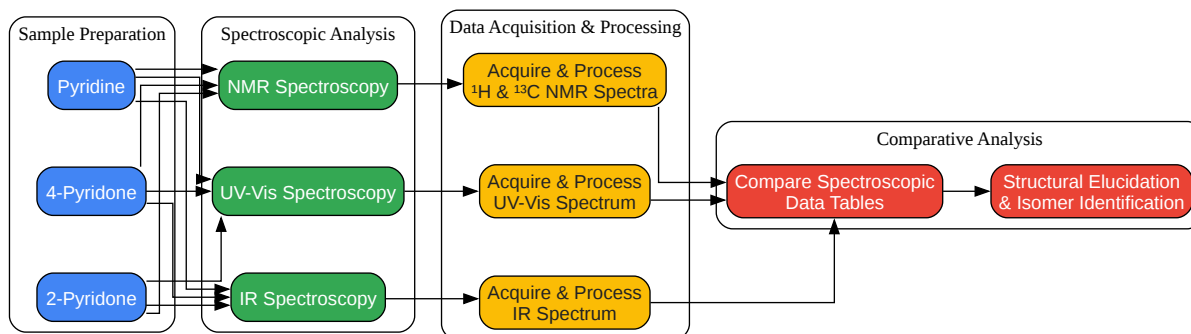 Sample Preparation
Pyridine
4-Pyridone
2-Pyridone
Spectroscopic Analysis
NMR Spectroscopy
UV-Vis Spectroscopy
IR Spectroscopy
Data Acquisition & Processing
Acquire & Process
¹H & ¹³C NMR Spectra
Acquire & Process
UV-Vis Spectrum
Acquire & Process
IR Spectrum
Comparative Analysis
Compare Spectroscopic
Data Tables
Structural Elucidation
& Isomer Identification